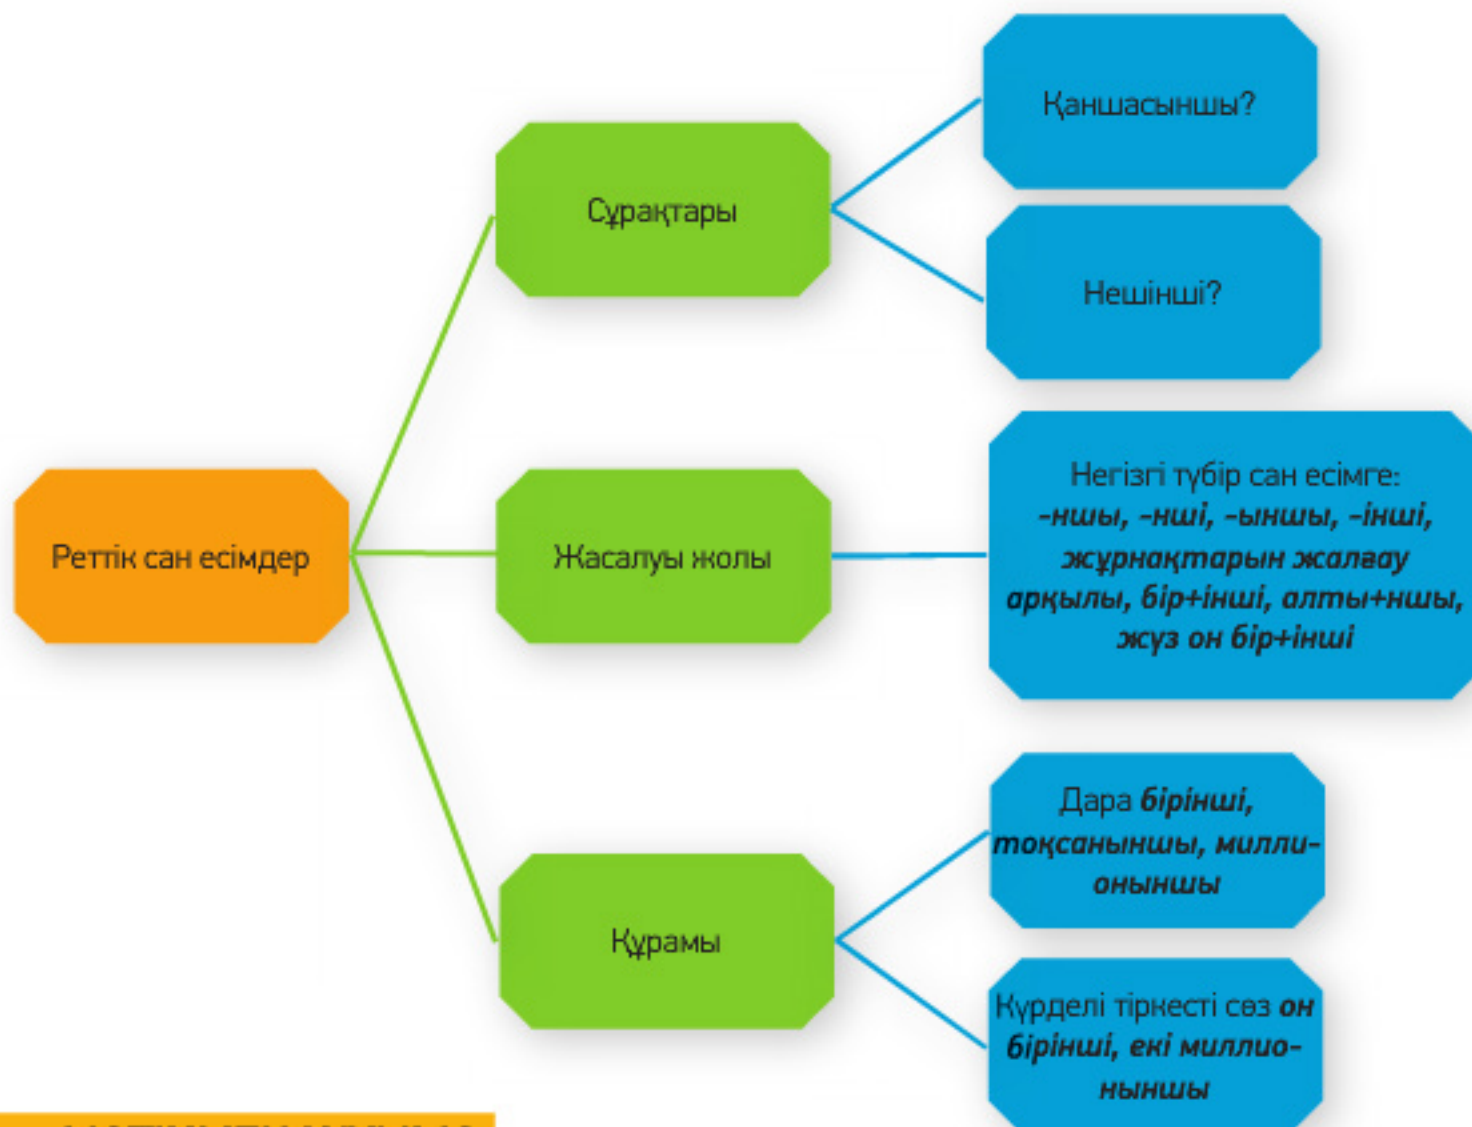 Реттік сан есімдер
Сұрақтары
Қаншасыншы?
Нешінші?
Жасалуы жолы
Негізгі түбір сан есімге:
-ншы, -нші, -ыншы, -інші,
жұрнақтарын жалғау
арқылы, бір+інші, алты+ншы,
жүз он бір+інші
Құрамы
Дара бірінші,
тоқсаныншы, милли-
оныншы
Күрделі тіркесті сөз он
бірінші, екі миллио-
ныншы